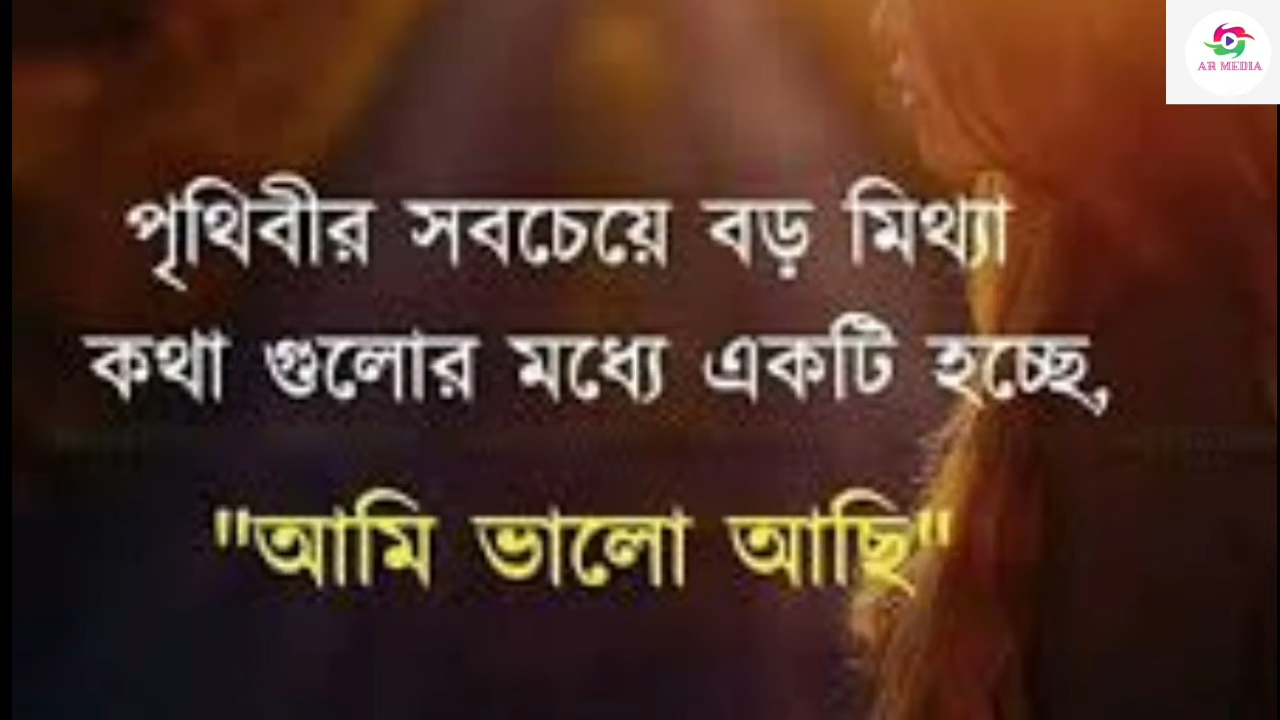 AR MEDIA
পৃথিবীর সবচেয়ে বড় মিথ্যা
কথা গুলোর মধ্যে একটি হচ্ছে,
"আমি ভালো আছি"